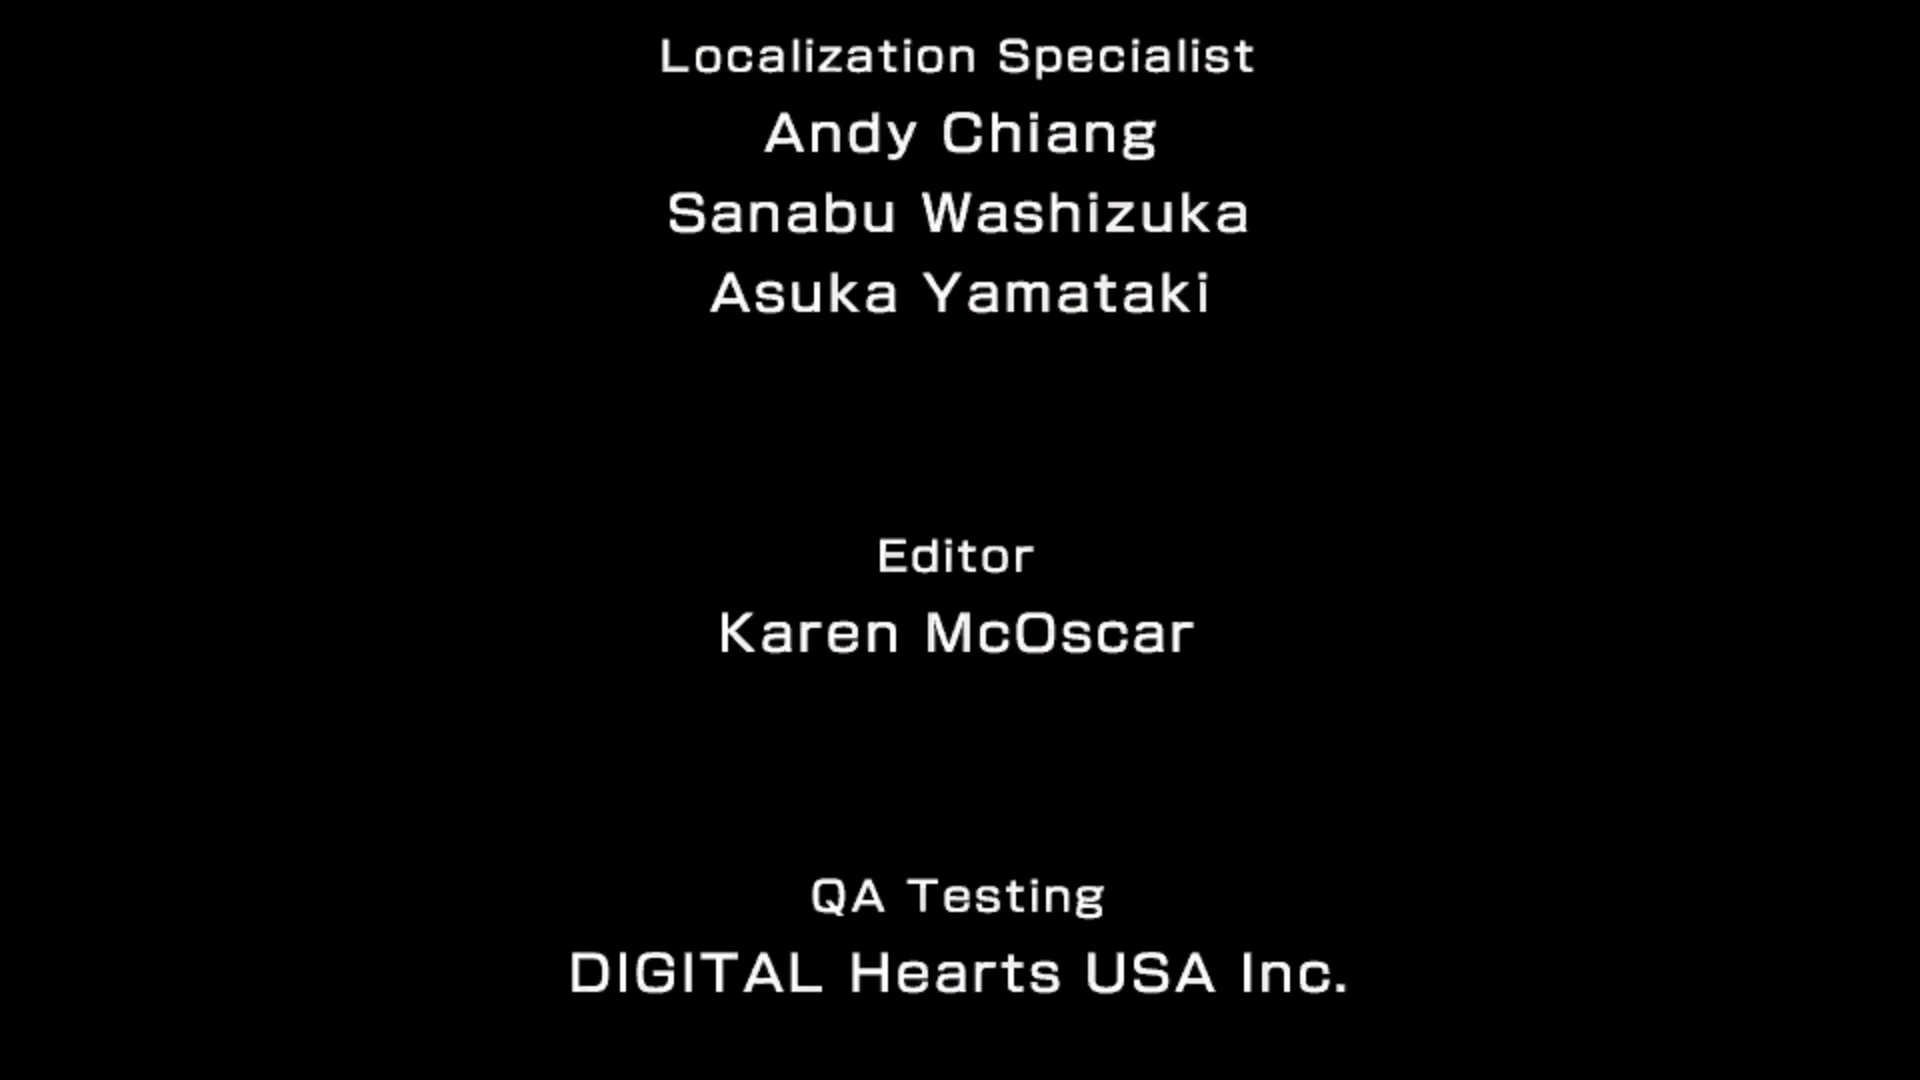 Localization Specialist
Andy Chiang
Sanabu Washizuka
Asuka Yamataki
Editor
Karen McOscar
QA Testing
DIGITAL Hearts USA Inc.